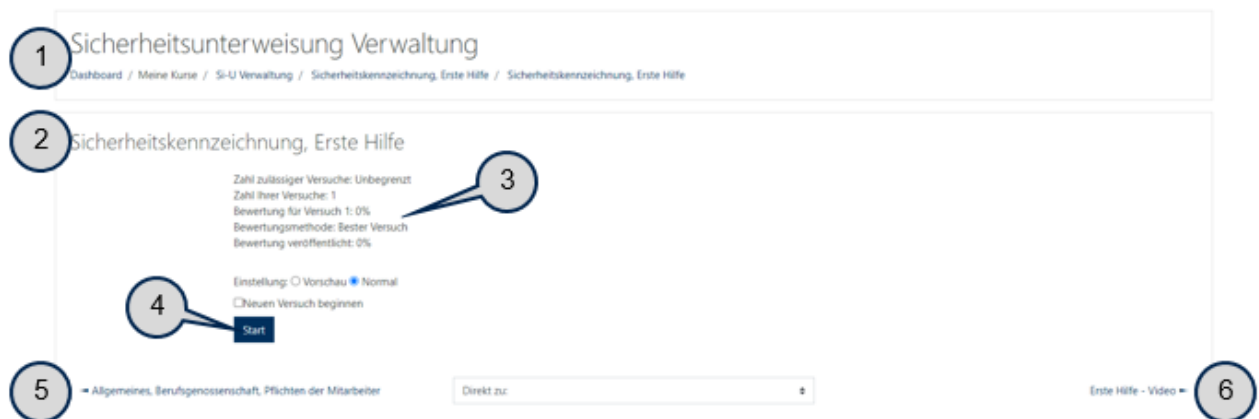 1
Sicherheitsunterweisung Verwaltung
Dashboard / Meine Kurse / Si-U Verwaltung / Sicherheitskennzeichnung, Erste Hilfe / Sicherheitskennzeichnung, Erste Hilfe
2
Sicherheitskennzeichnung, Erste Hilfe
3
Zahl zulässiger Versuche: Unbegrenzt
Zahl Ihrer Versuche: 1
Bewertung für Versuch 1: 0%
Bewertungsmethode: Bester Versuch
Bewertung veröffentlicht: 0%
Einstellung: Vorschau Normal
4
Neuen Versuch beginnen
Start
5
Allgemeines, Berufsgenossenschaft, Pflichten der Mitarbeiter
Direkt zu:
Erste Hilfe - Video
6